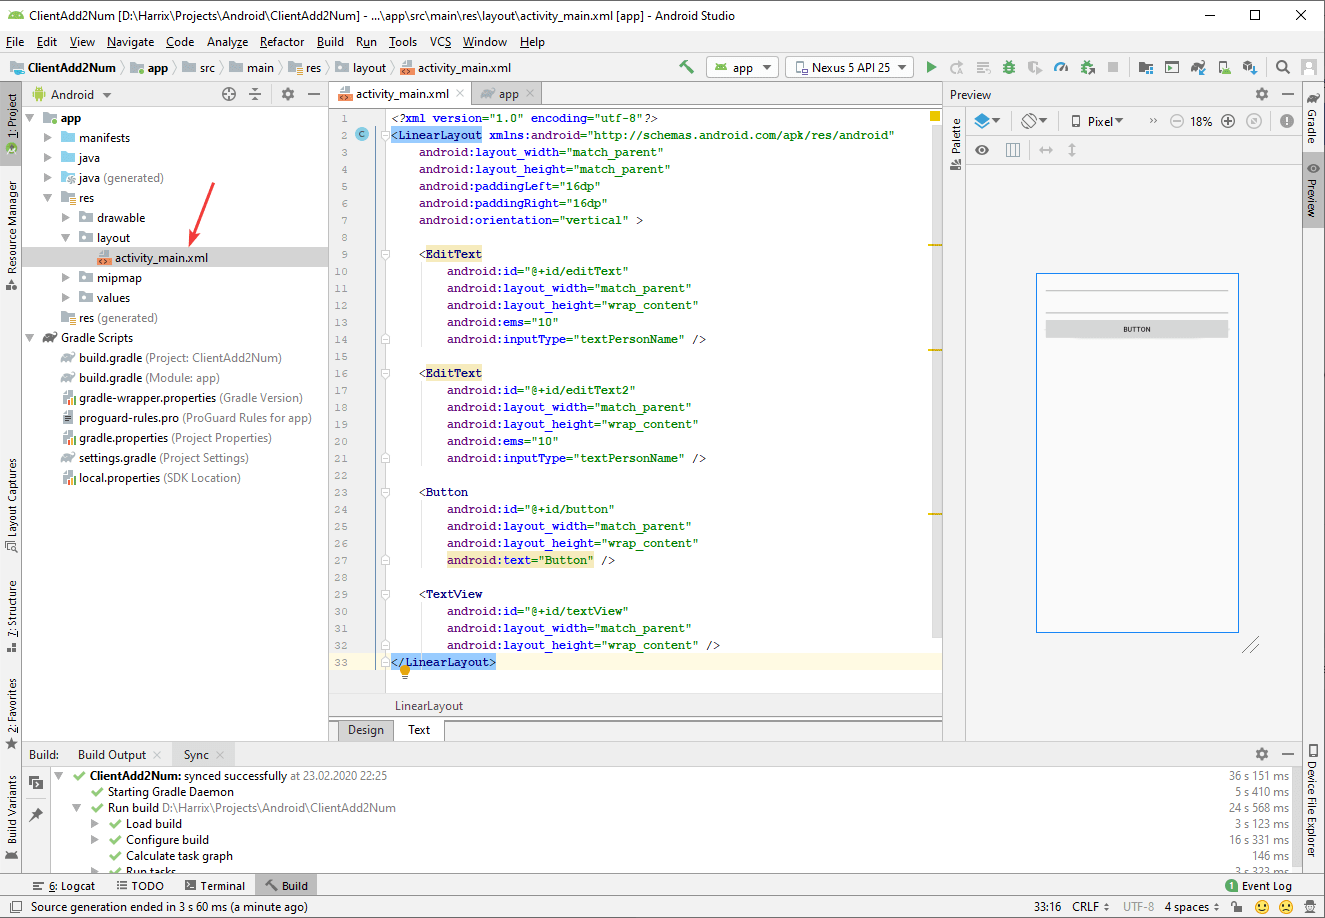 ClientAdd2Num [D:\Harrix\Projects\Android\ClientAdd2Num] - ...\app\src\main\res\layout\activity_main.xml [app] - Android Studio
File Edit View Navigate Code Analyze Refactor Build Run Tools VCS Window Help
ClientAdd2Num app src main res layout activity_main.xml app Nexus 5 API 25
1: Project
Resource Manager
Layout Captures
7: Structure
2: Favorites
Build Variants
Android
app
manifests
java
java (generated)
res
drawable
layout
activity_main.xml
mipmap
values
res (generated)
Gradle Scripts
build.gradle (Project: ClientAdd2Num)
build.gradle (Module: app)
gradle-wrapper.properties (Gradle Version)
proguard-rules.pro (ProGuard Rules for app)
gradle.properties (Project Properties)
settings.gradle (Project Settings)
local.properties (SDK Location)
activity_main.xml app
1 <?xml version="1.0" encoding="utf-8"?>
2 C <LinearLayout xmlns:android="http://schemas.android.com/apk/res/android"
3 android:layout_width="match_parent"
4 android:layout_height="match_parent"
5 android:paddingLeft="16dp"
6 android:paddingRight="16dp"
7 android:orientation="vertical" >
8
9 <EditText
10 android:id="@+id/editText"
11 android:layout_width="match_parent"
12 android:layout_height="wrap_content"
13 android:ems="10"
14 android:inputType="textPersonName" />
15
16 <EditText
17 android:id="@+id/editText2"
18 android:layout_width="match_parent"
19 android:layout_height="wrap_content"
20 android:ems="10"
21 android:inputType="textPersonName" />
22
23 <Button
24 android:id="@+id/button"
25 android:layout_width="match_parent"
26 android:layout_height="wrap_content"
27 android:text="Button" />
28
29 <TextView
30 android:id="@+id/textView"
31 android:layout_width="match_parent"
32 android:layout_height="wrap_content" />
33 </LinearLayout>
LinearLayout
Design Text
Preview
Palette
Pixel 18%
BUTTON
Gradle
Preview
Device File Explorer
Build: Build Output Sync
ClientAdd2Num: synced successfully at 23.02.2020 22:25 36 s 151 ms
Starting Gradle Daemon 5 s 410 ms
Run build D:\Harrix\Projects\Android\ClientAdd2Num 24 s 568 ms
Load build 3 s 123 ms
Configure build 16 s 331 ms
Calculate task graph 146 ms
Run tasks 3 s 323 ms
6: Logcat TODO Terminal Build 1 Event Log
Source generation ended in 3 s 60 ms (a minute ago) 33:16 CRLF UTF-8 4 spaces